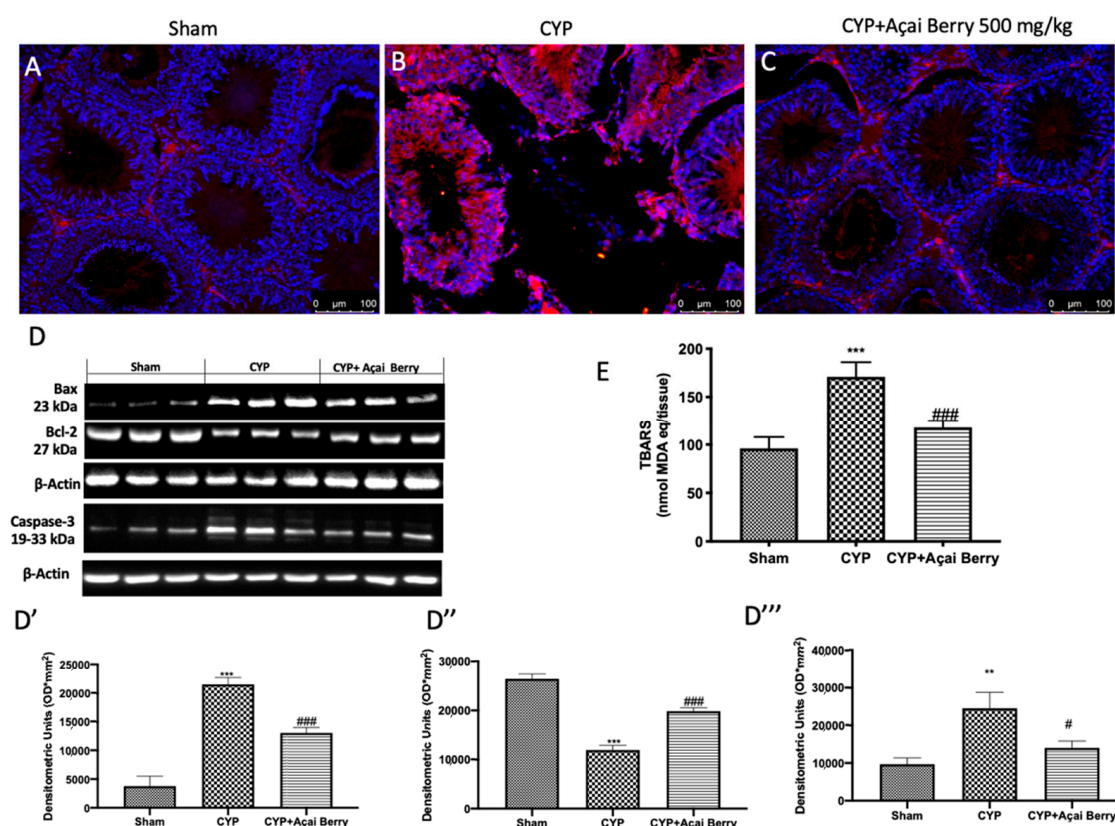 Sham
CYP
CYP+Açai Berry 500 mg/kg
A
B
C
0 µm 100
0 µm 100
0 µm 100
D
Sham
CYP
CYP+ Açai Berry
Bax
23 kDa
Bcl-2
27 kDa
β-Actin
Caspase-3
19-33 kDa
β-Actin
E
TBARS
(nmol MDA eq/tissue)
200
150
100
50
0
***
###
Sham
CYP
CYP+Açai Berry
D'
Densitometric Units (OD*mm²)
25000
20000
15000
10000
5000
0
***
###
Sham
CYP
CYP+Açai Berry
D''
Densitometric Units (OD*mm²)
30000
20000
10000
0
***
###
Sham
CYP
CYP+Açai Berry
D'''
Densitometric Units (OD*mm²)
40000
30000
20000
10000
0
**
#
Sham
CYP
CYP+Açai Berry